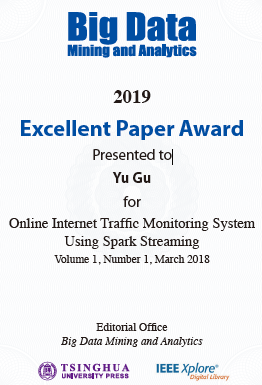 Big Data
Mining and Analytics
2019
Excellent Paper Award
Presented to
Yu Gu
for
Online Internet Traffic Monitoring System
Using Spark Streaming
Volume 1, Number 1, March 2018
Editorial Office
Big Data Mining and Analytics
TSINGHUA
UNIVERSITY PRESS
IEEE Xplore®
Digital Library